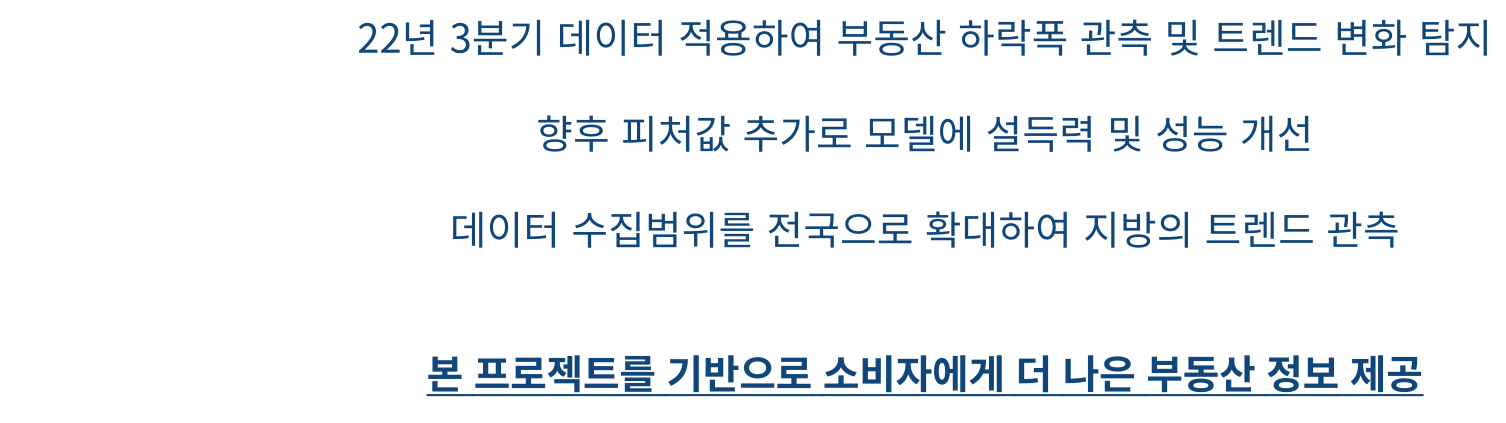 22년 3분기 데이터 적용하여 부동산 하락폭 관측 및 트렌드 변화 탐지
향후 피처값 추가로 모델에 설득력 및 성능 개선
데이터 수집범위를 전국으로 확대하여 지방의 트렌드 관측
본 프로젝트를 기반으로 소비자에게 더 나은 부동산 정보 제공